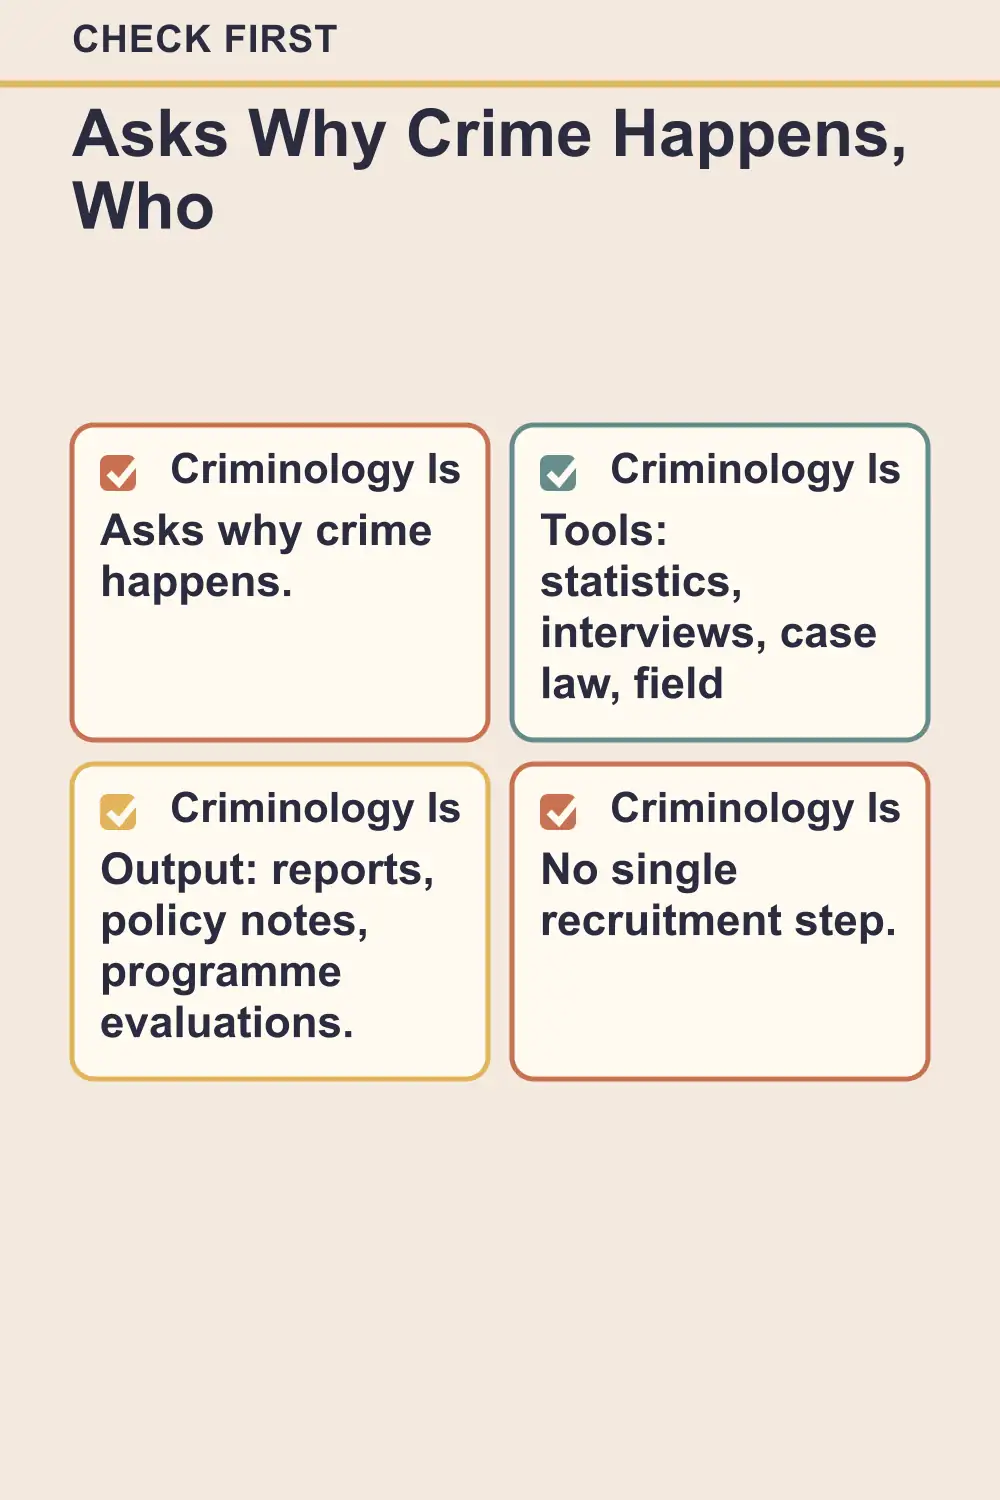 CHECK FIRST
Asks Why Crime Happens,
Who
Criminology Is
Asks why crime
happens.
Criminology Is
Tools:
statistics,
interviews, case
law, field
Criminology Is
Output: reports,
policy notes,
programme
evaluations.
Criminology Is
No single
recruitment step.